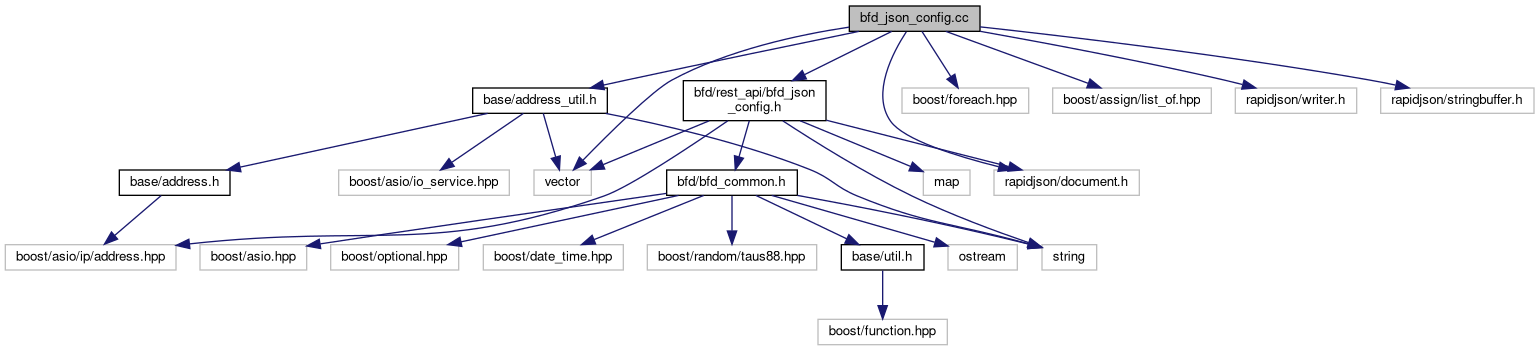 bfd_json_config.cc
base/address_util.h
bfd/rest_api/bfd_json
_config.h
boost/foreach.hpp
boost/assign/list_of.hpp
rapidjson/writer.h
rapidjson/stringbuffer.h
base/address.h
boost/asio/io_service.hpp
vector
bfd/bfd_common.h
map
rapidjson/document.h
boost/asio/ip/address.hpp
boost/asio.hpp
boost/optional.hpp
boost/date_time.hpp
boost/random/taus88.hpp
base/util.h
ostream
string
boost/function.hpp